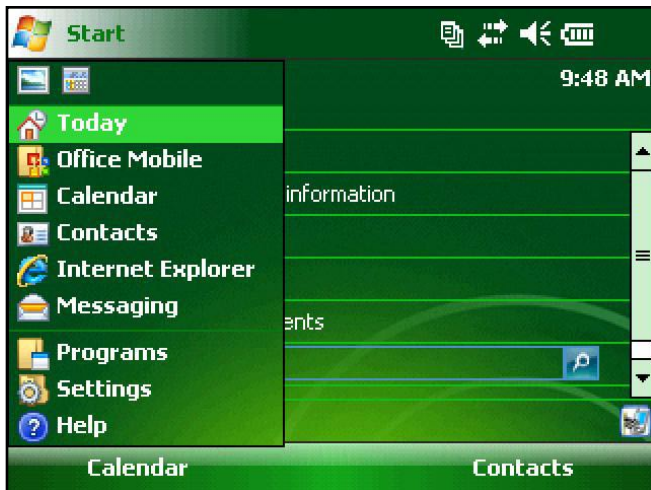 Start
9:48 AM
Today
Office Mobile
Calendar
information
Contacts
Internet Explorer
Messaging
ents
Programs
Settings
Help
Calendar
Contacts